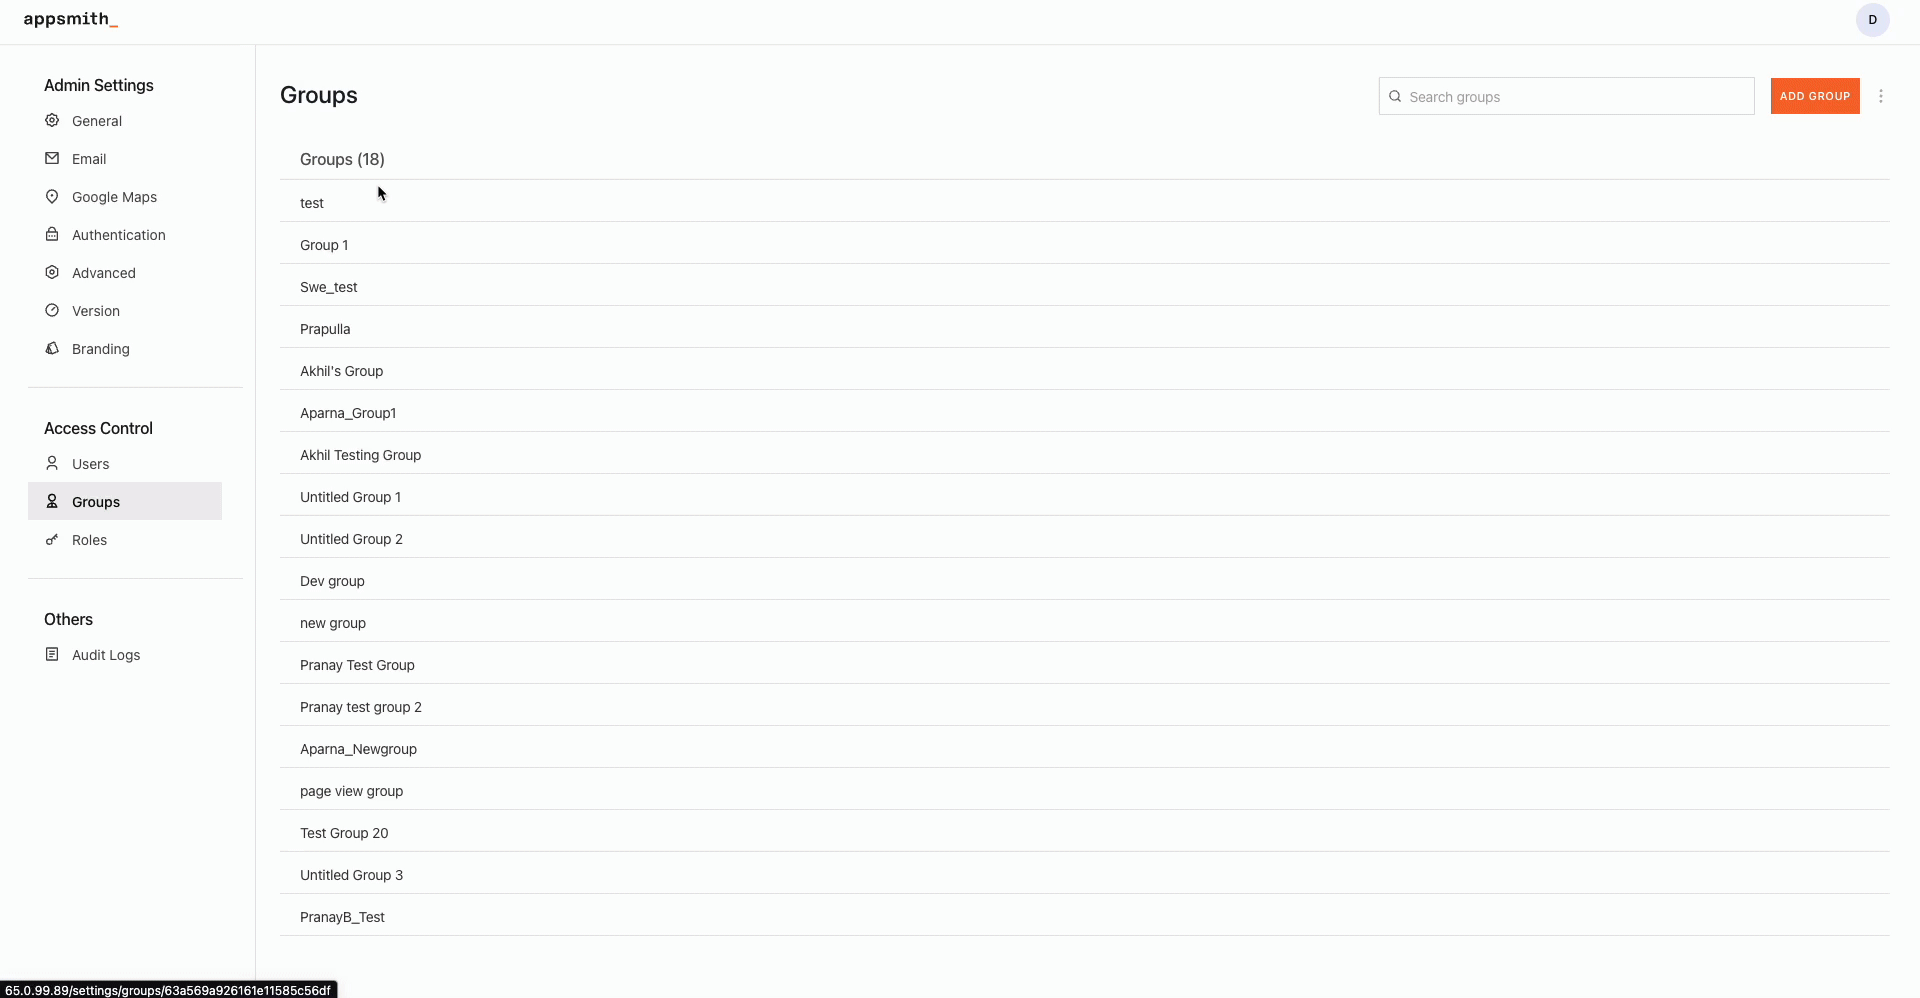 appsmith_
D
Admin Settings
General
Email
Google Maps
Authentication
Advanced
Version
Branding
Access Control
Users
Groups
Roles
Others
Audit Logs
Groups
Search groups
ADD GROUP
Groups (18)
test
Group 1
Swe_test
Prapulla
Akhil's Group
Aparna_Group1
Akhil Testing Group
Untitled Group 1
Untitled Group 2
Dev group
new group
Pranay Test Group
Pranay test group 2
Aparna_Newgroup
page view group
Test Group 20
Untitled Group 3
PranayB_Test
65.0.99.89/settings/groups/63a569a926161e11585c56df